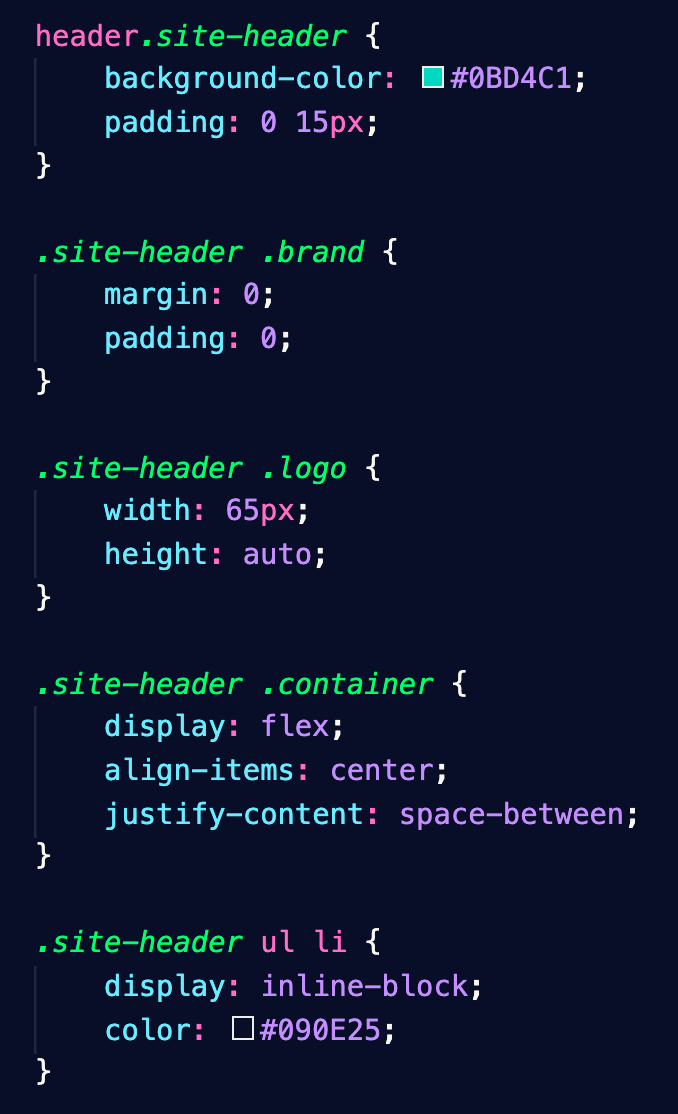 header.site-header {
    background-color: #0BD4C1;
    padding: 0 15px;
}

.site-header .brand {
    margin: 0;
    padding: 0;
}

.site-header .logo {
    width: 65px;
    height: auto;
}

.site-header .container {
    display: flex;
    align-items: center;
    justify-content: space-between;
}

.site-header ul li {
    display: inline-block;
    color: #090E25;
}